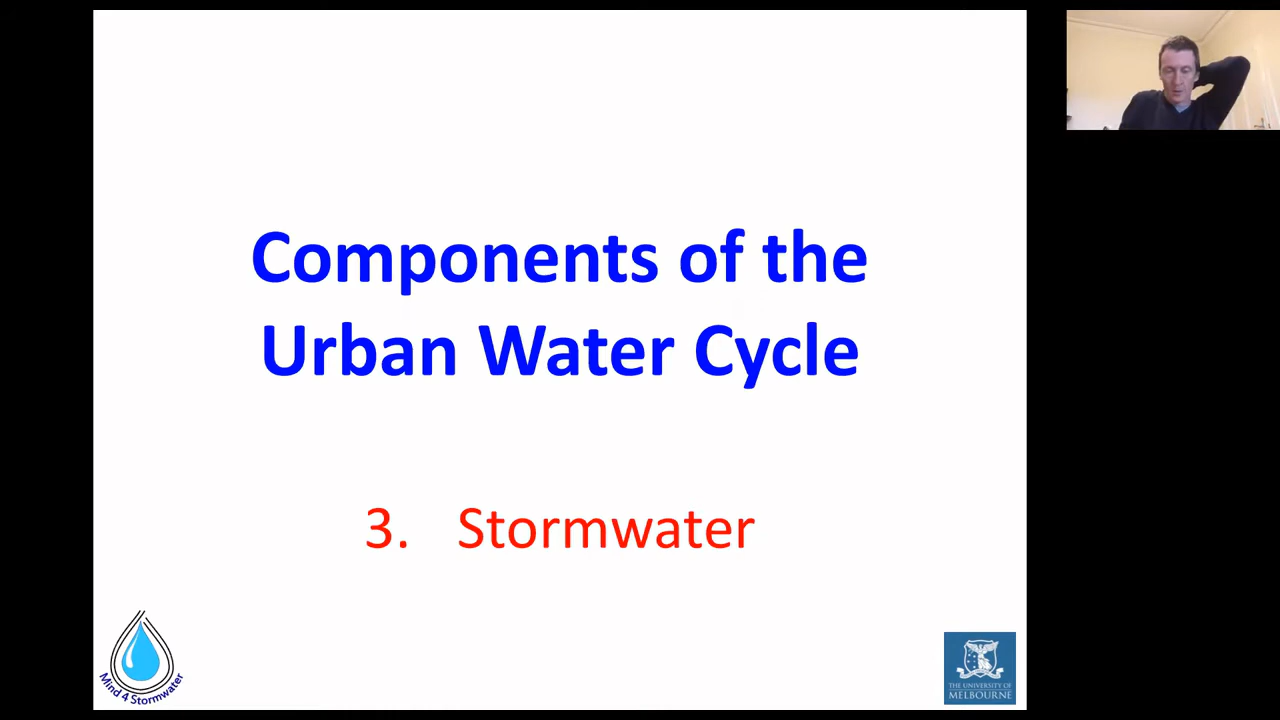 Components of the
Urban Water Cycle
3. Stormwater
Mind 4 Stormwater
THE UNIVERSITY OF
MELBOURNE